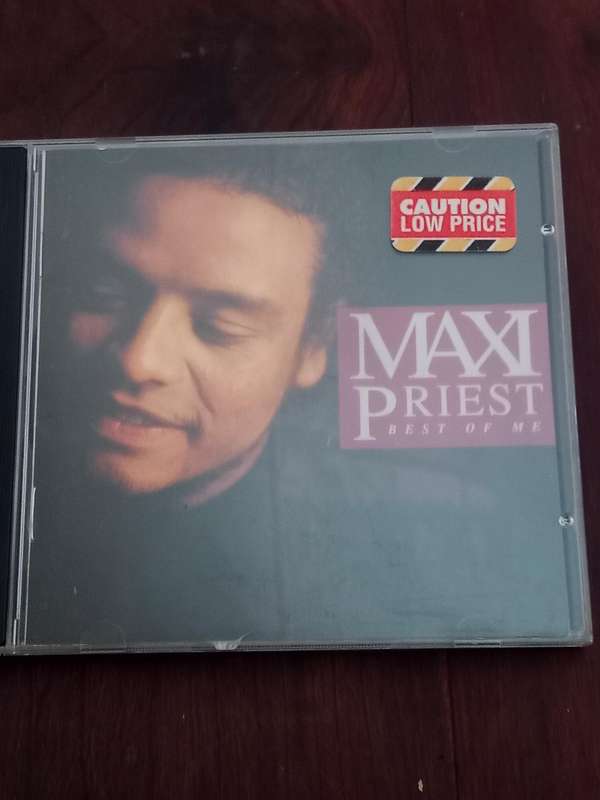 CAUTION
LOW PRICE
MAXI
PRIEST
BEST OF ME